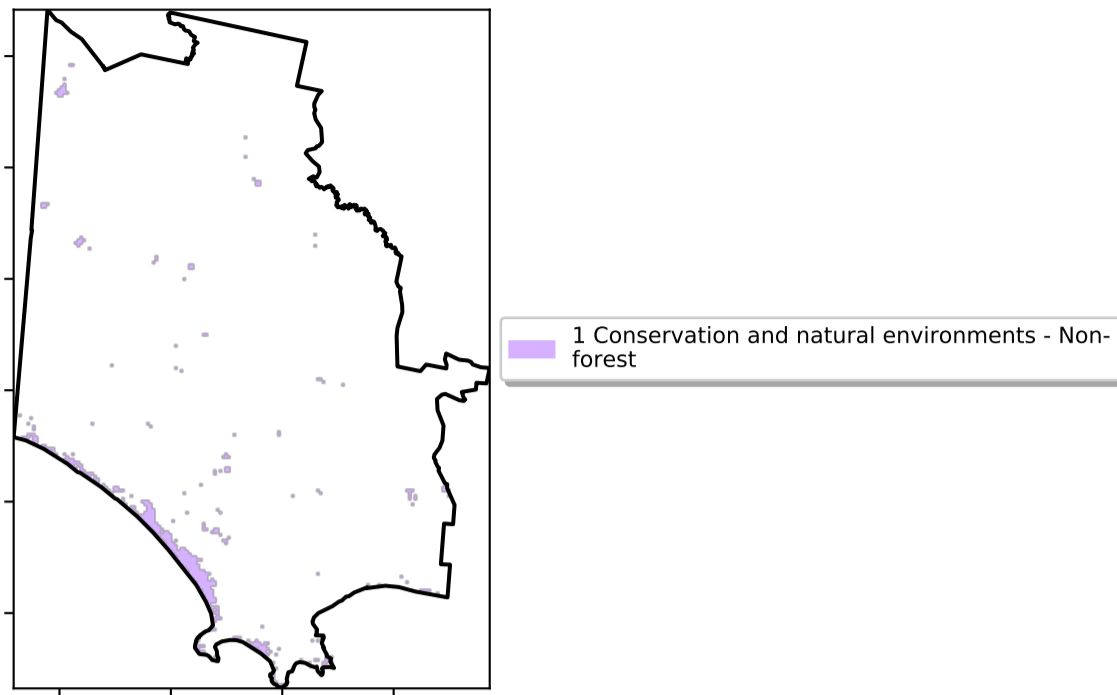 1 Conservation and natural environments - Non-
forest